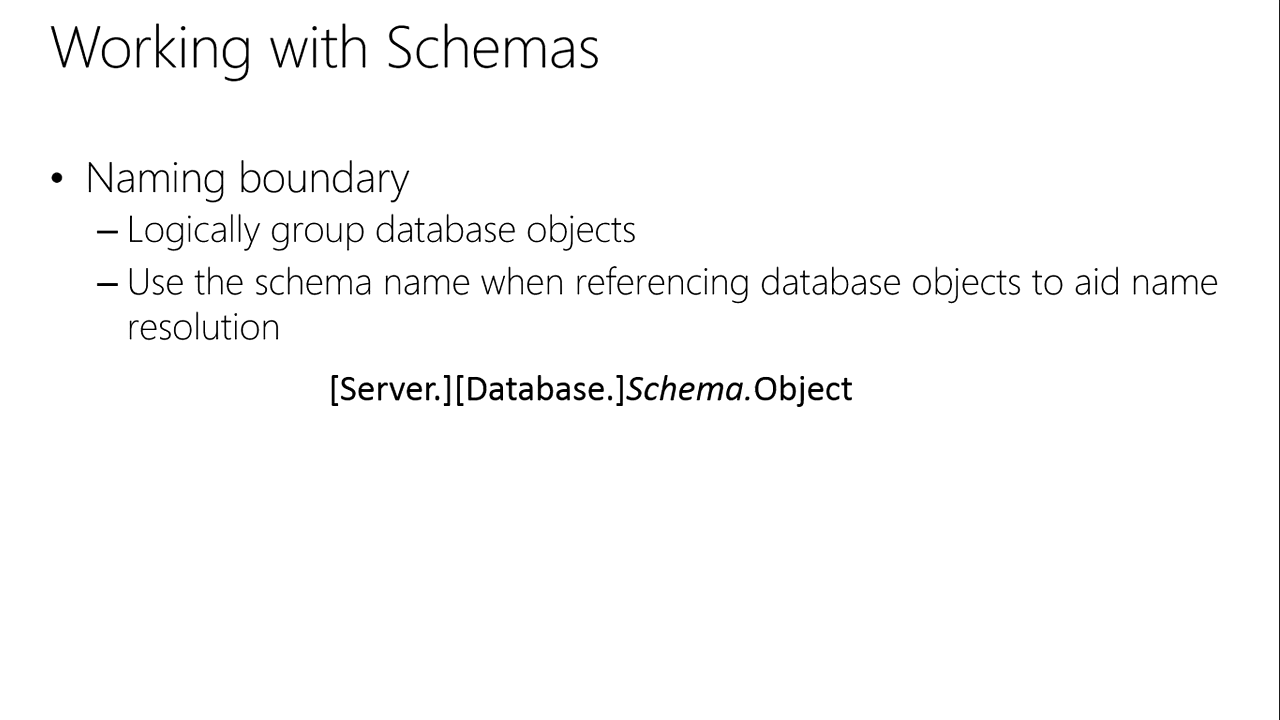 Working with Schemas
• Naming boundary
– Logically group database objects
– Use the schema name when referencing database objects to aid name
resolution
[Server.][Database.]Schema.Object